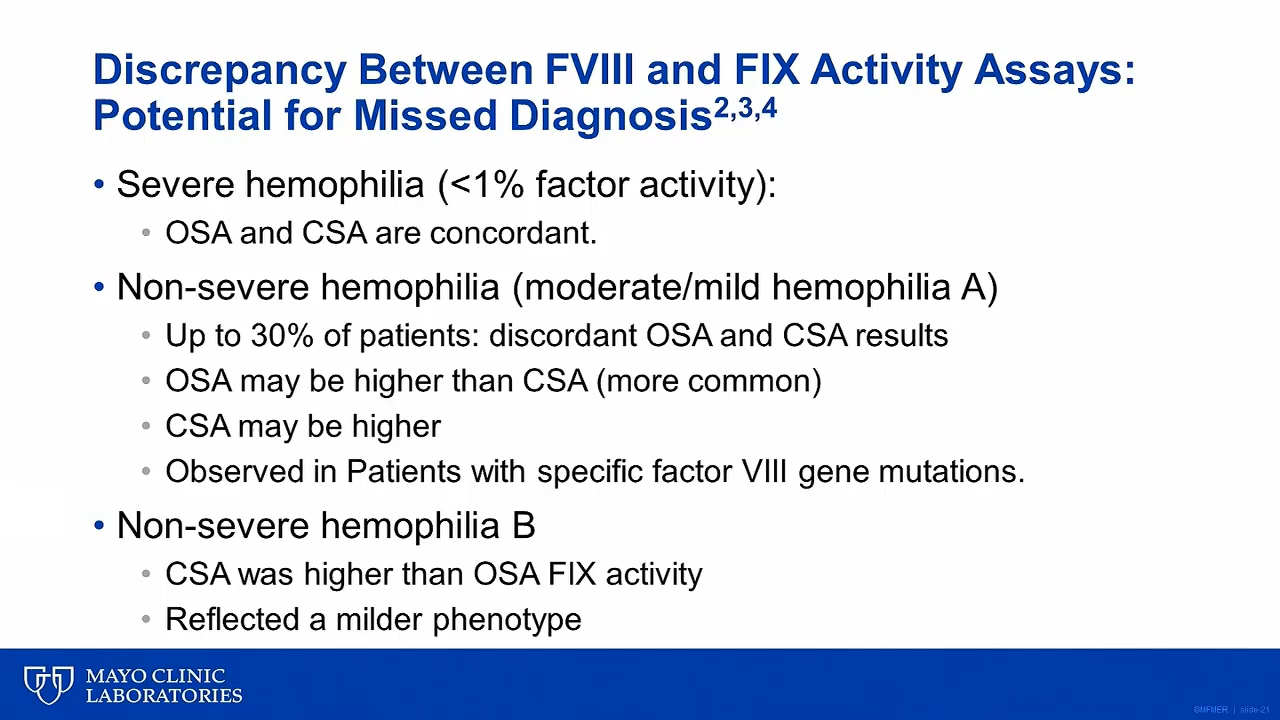 Discrepancy Between FVIII and FIX Activity Assays:
Potential for Missed Diagnosis2,3,4
• Severe hemophilia (<1% factor activity):
• OSA and CSA are concordant.
• Non-severe hemophilia (moderate/mild hemophilia A)
• Up to 30% of patients: discordant OSA and CSA results
• OSA may be higher than CSA (more common)
• CSA may be higher
• Observed in Patients with specific factor VIII gene mutations.
• Non-severe hemophilia B
• CSA was higher than OSA FIX activity
• Reflected a milder phenotype
MAYO CLINIC
LABORATORIES
©MFMER | slide-21